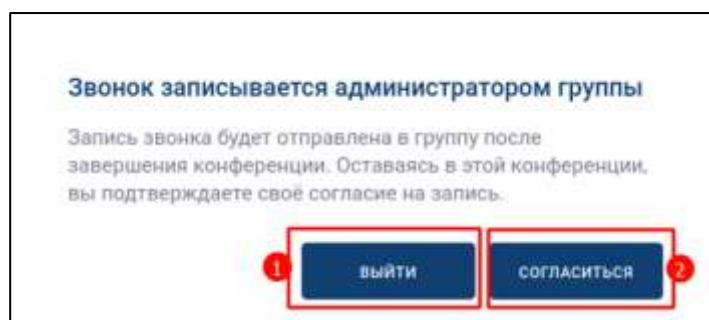 Звонок записывается администратором группы
Запись звонка будет отправлена в группу после
завершения конференции. Оставаясь в этой конференции,
вы подтверждаете своё согласие на запись.
1 ВЫЙТИ СОГЛАСИТЬСЯ 2